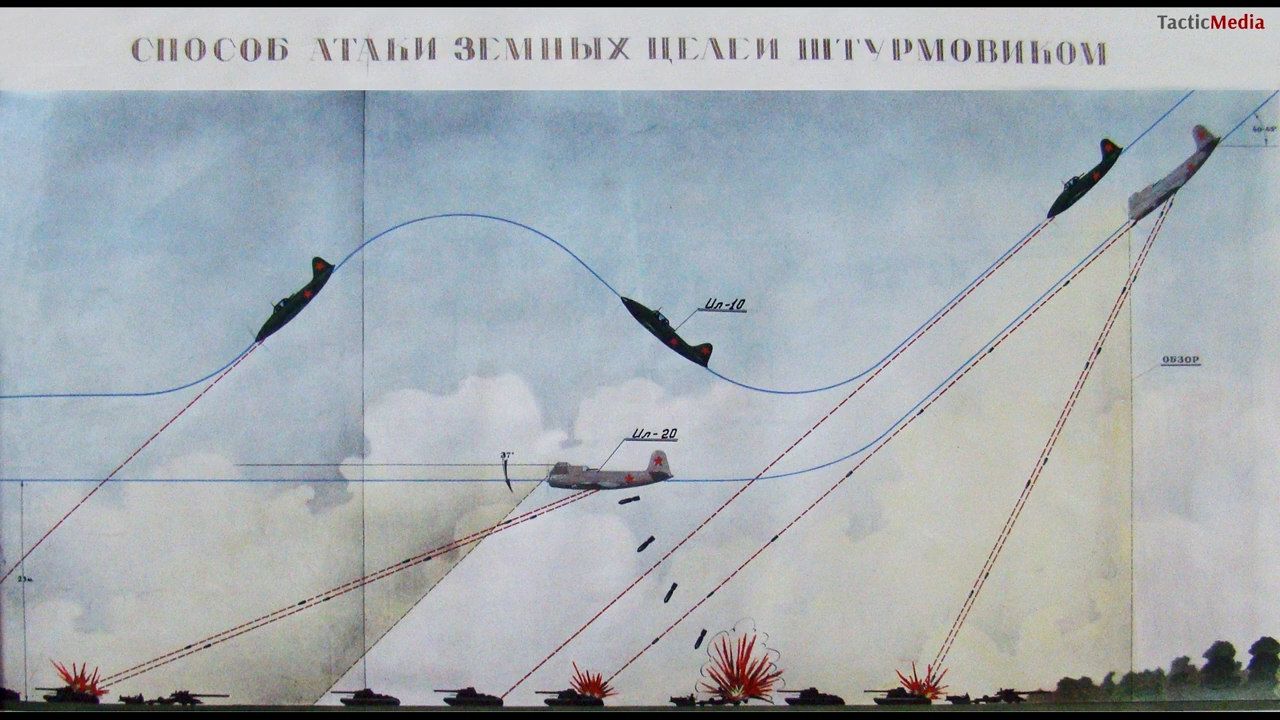 TacticMedia
СПОСОБ АТАКИ ЗЕМНЫХ ЦЕЛЕЙ ШТУРМОВИКОМ
Ил-10
ОБЗОР
Ил-20
37°